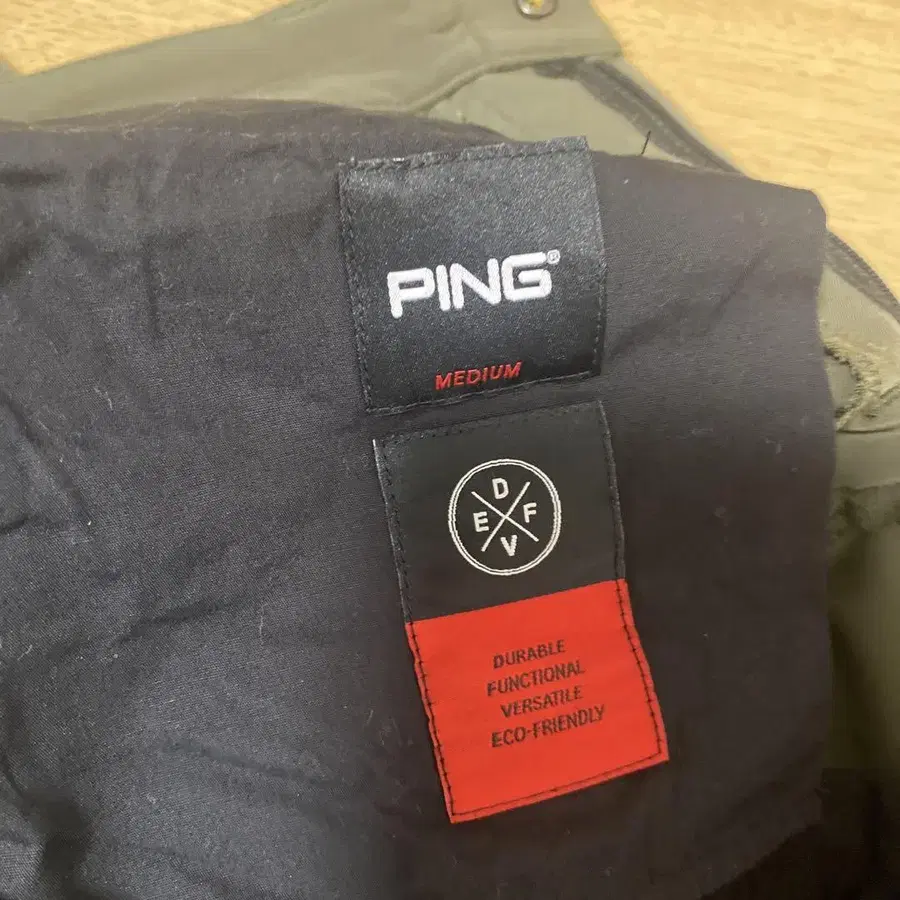 PING®
MEDIUM
D
E F
V
DURABLE
FUNCTIONAL
VERSATILE
ECO-FRIENDLY